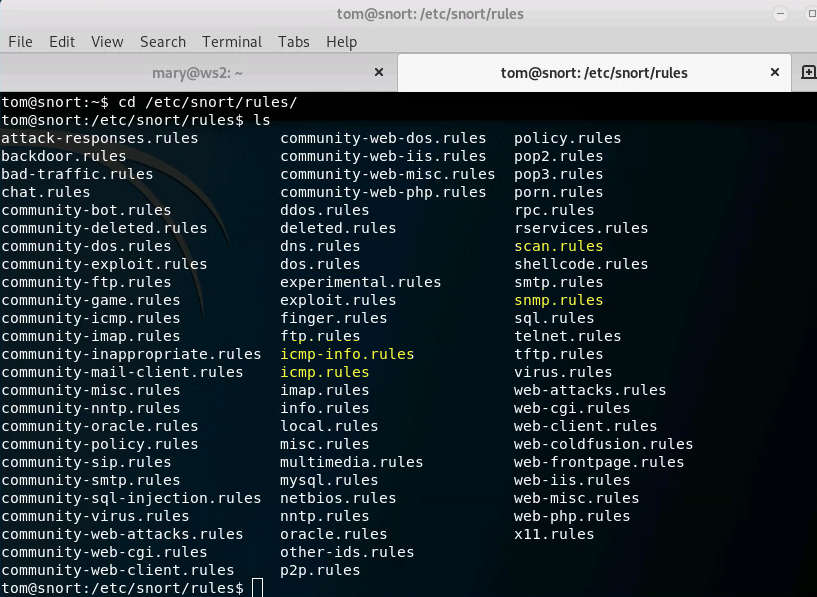 tom@snort: /etc/snort/rules
File Edit View Search Terminal Tabs Help
mary@ws2: ~ × tom@snort: /etc/snort/rules ×
tom@snort:~$ cd /etc/snort/rules/
tom@snort:/etc/snort/rules$ ls
attack-responses.rules community-web-dos.rules policy.rules
backdoor.rules community-web-iis.rules pop2.rules
bad-traffic.rules community-web-misc.rules pop3.rules
chat.rules community-web-php.rules porn.rules
community-bot.rules ddos.rules rpc.rules
community-deleted.rules deleted.rules rservices.rules
community-dos.rules dns.rules scan.rules
community-exploit.rules dos.rules shellcode.rules
community-ftp.rules experimental.rules smtp.rules
community-game.rules exploit.rules snmp.rules
community-icmp.rules finger.rules sql.rules
community-imap.rules ftp.rules telnet.rules
community-inappropriate.rules icmp-info.rules tftp.rules
community-mail-client.rules icmp.rules virus.rules
community-misc.rules imap.rules web-attacks.rules
community-nntp.rules info.rules web-cgi.rules
community-oracle.rules local.rules web-client.rules
community-policy.rules misc.rules web-coldfusion.rules
community-sip.rules multimedia.rules web-frontpage.rules
community-smtp.rules mysql.rules web-iis.rules
community-sql-injection.rules netbios.rules web-misc.rules
community-virus.rules nntp.rules web-php.rules
community-web-attacks.rules oracle.rules x11.rules
community-web-cgi.rules other-ids.rules
community-web-client.rules p2p.rules
tom@snort:/etc/snort/rules$